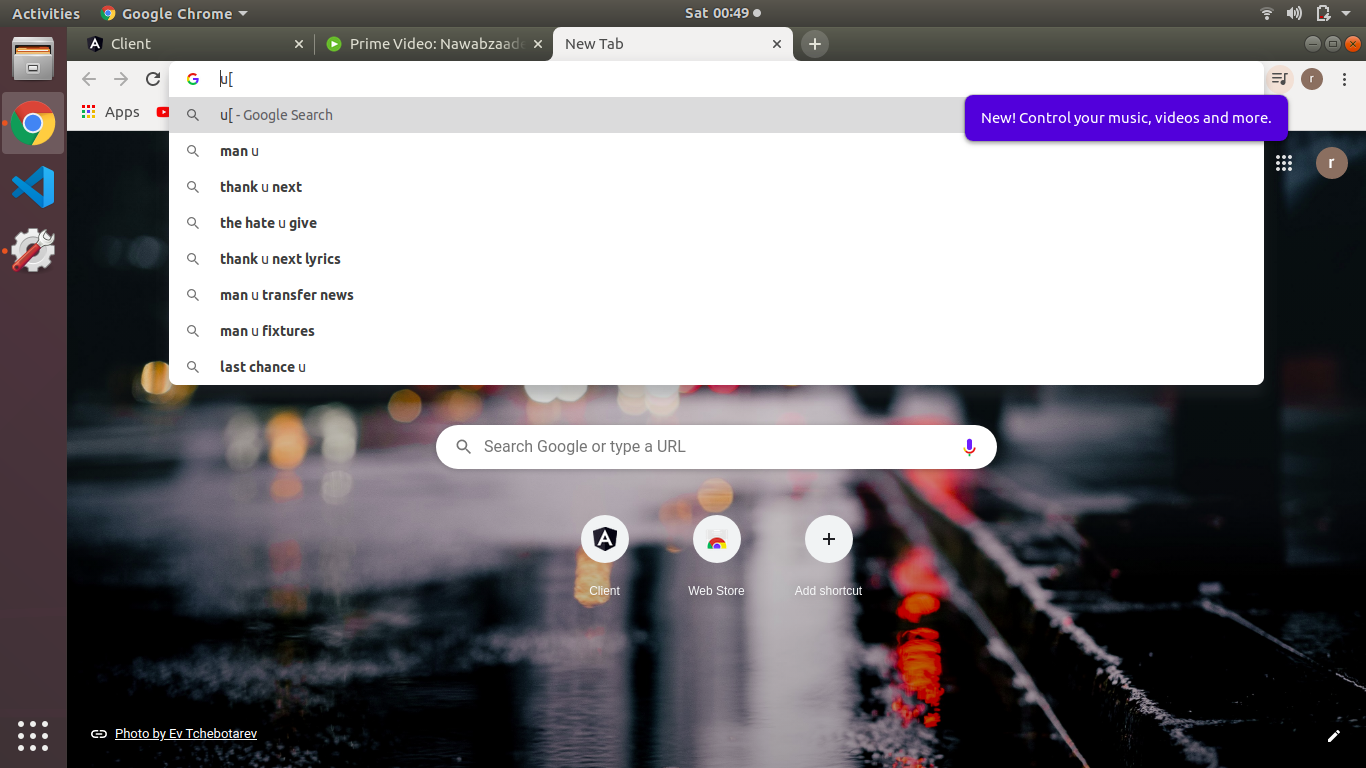 Activities Google Chrome Sat 00:49
Client Prime Video: Nawabzaade New Tab
u[
r
Apps
u[ - Google Search
New! Control your music, videos and more.
man u
r
thank u next
the hate u give
thank u next lyrics
man u transfer news
man u fixtures
last chance u
Search Google or type a URL
Client Web Store Add shortcut
Photo by Ev Tchebotarev